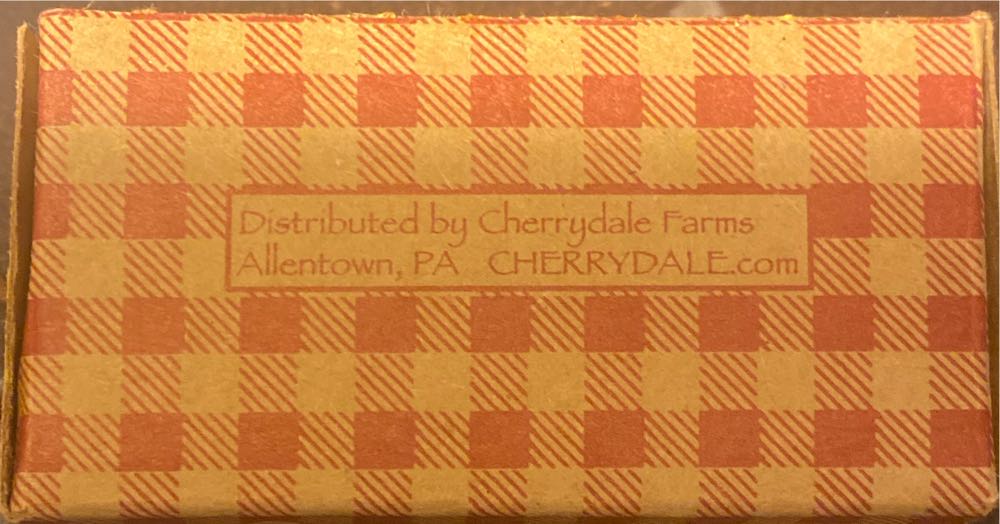 Distributed by Cherrydale Farms
Allentown, PA CHERRYDALE.com